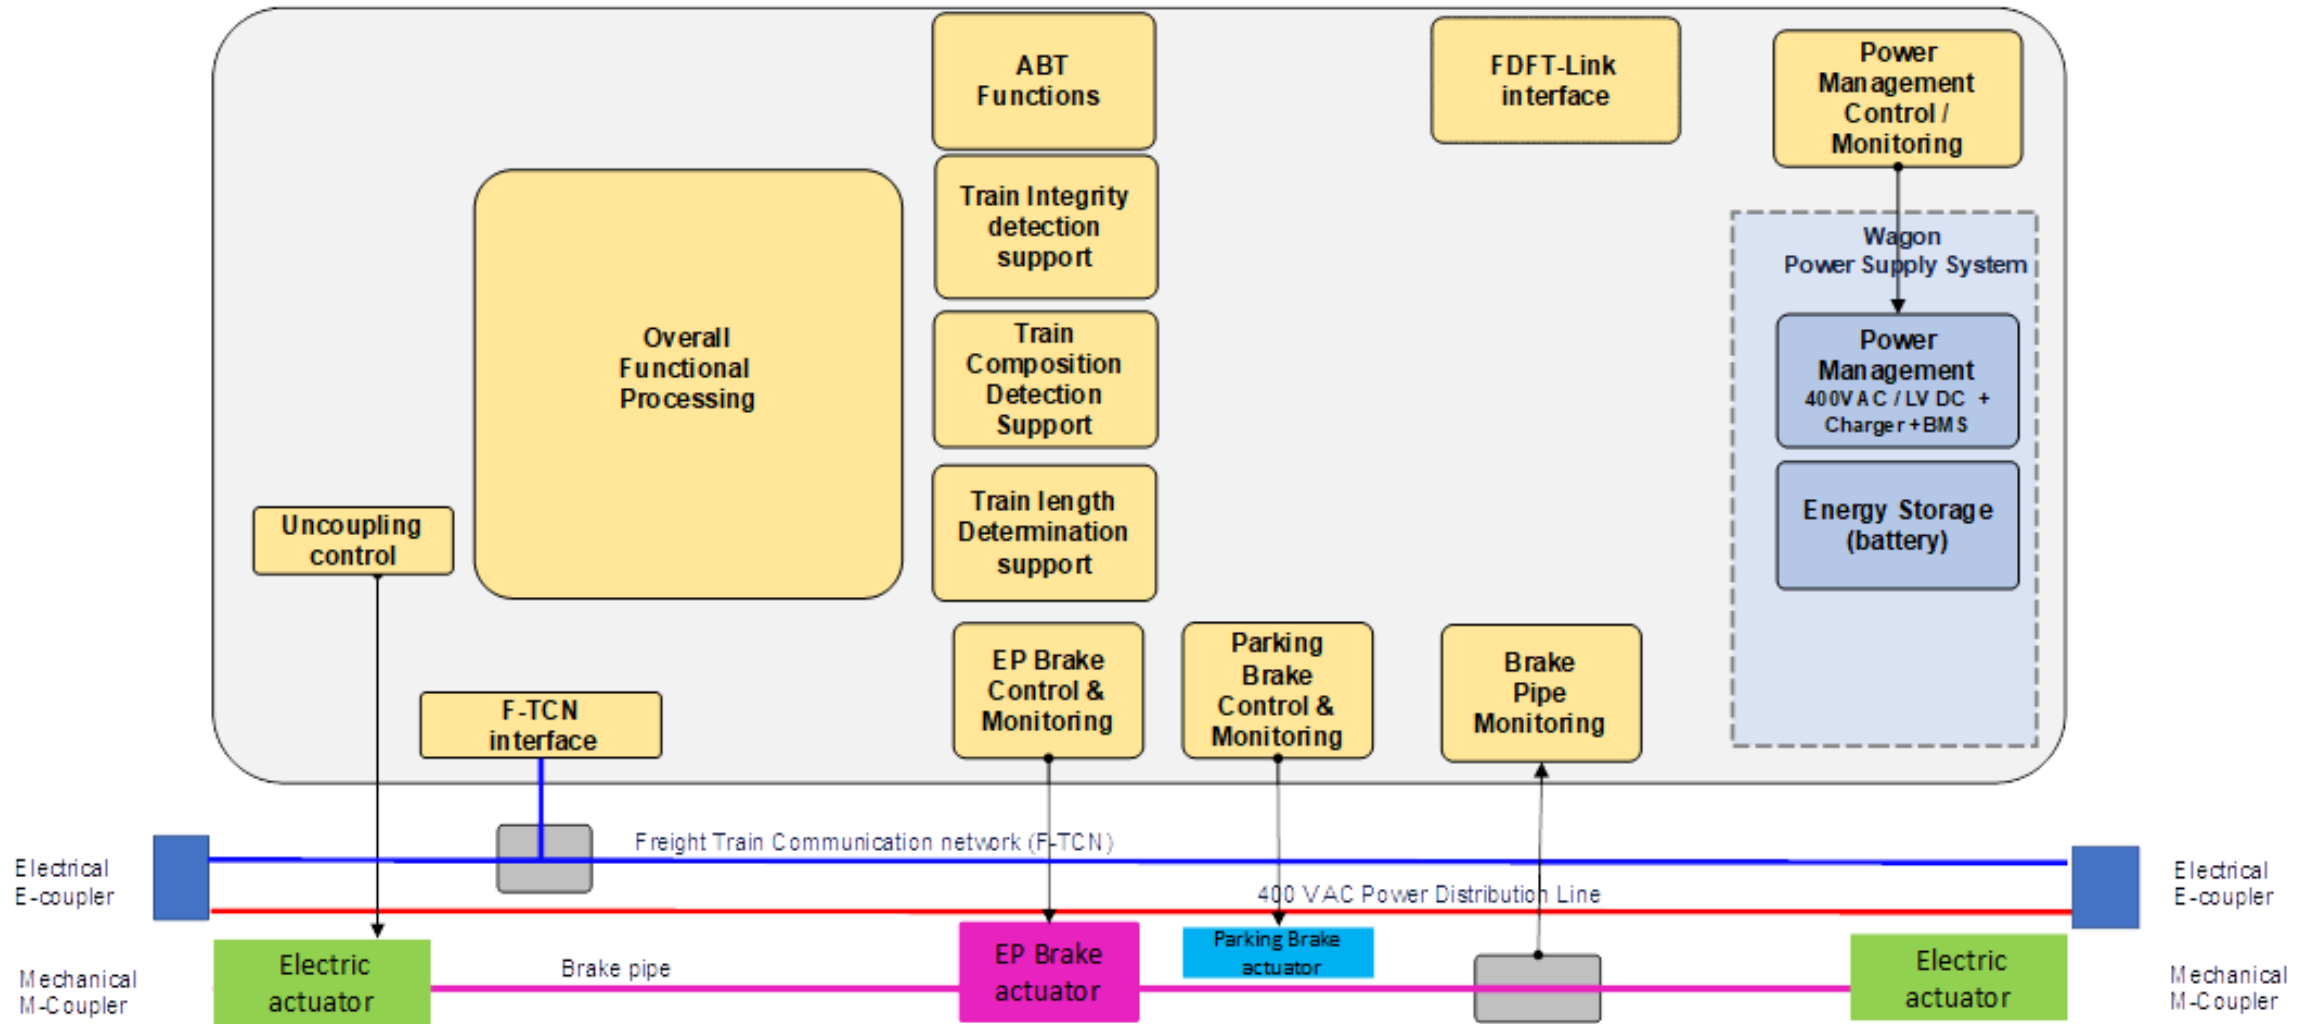 ABT
Functions
FDFT-Link
interface
Power
Management
Control /
Monitoring
Train Integrity
detection
support
Wagon
Power Supply System
Overall
Functional
Processing
Train
Composition
Detection
Support
Power
Management
400VAC / LV DC +
Charger+BMS
Train length
Determination
support
Energy Storage
(battery)
Uncoupling
control
F-TCN
interface
EP Brake
Control &
Monitoring
Parking
Brake
Control &
Monitoring
Brake
Pipe
Monitoring
Freight Train Communication network (F-TCN)
Electrical
E-coupler
400 VAC Power Distribution Line
Electrical
E-coupler
Mechanical
M-Coupler
Electric
actuator
Brake pipe
EP Brake
actuator
Parking Brake
actuator
Electric
actuator
Mechanical
M-Coupler